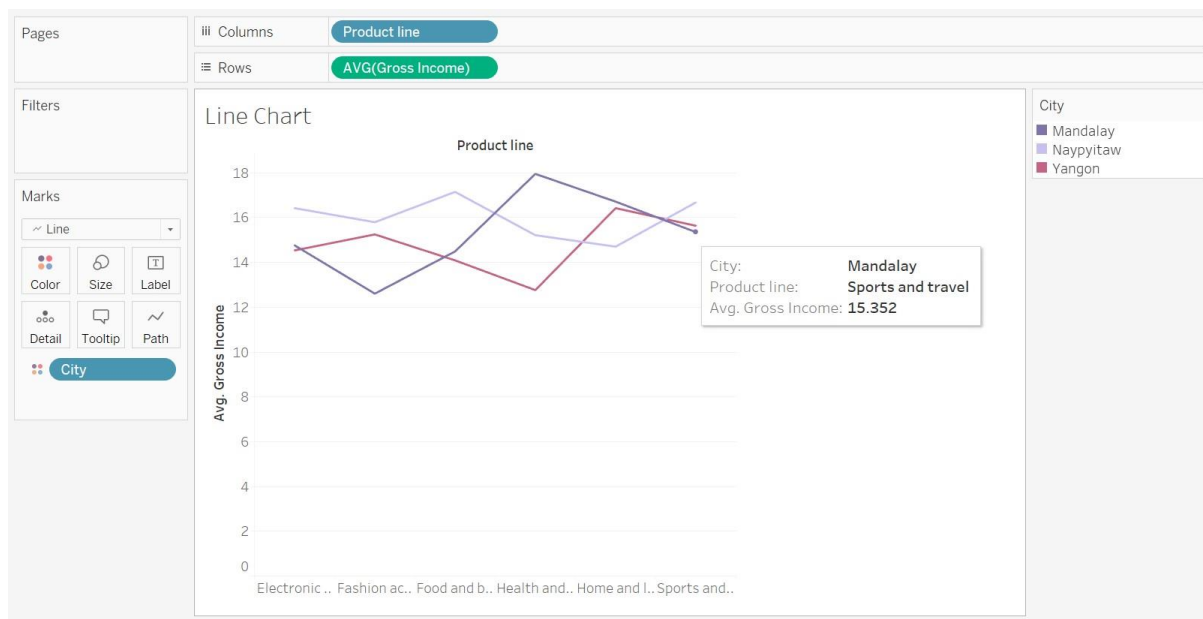 Pages
Columns
Product line
Rows
AVG(Gross Income)
Filters
Marks
Line
Color
Size
Label
Detail
Tooltip
Path
City
Line Chart
Product line
18
16
14
12
10
8
6
4
2
0
Avg. Gross Income
Electronic .. Fashion ac.. Food and b.. Health and.. Home and l.. Sports and..
City: Mandalay
Product line: Sports and travel
Avg. Gross Income: 15.352
City
Mandalay
Naypyitaw
Yangon